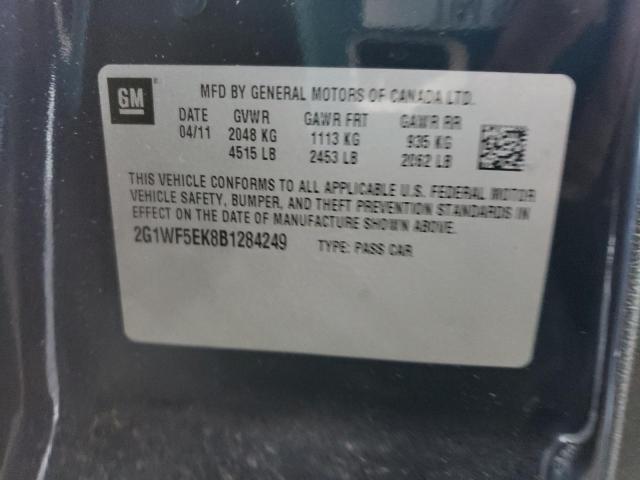 GM
MFD BY GENERAL MOTORS OF CANADA LTD.
DATE GVWR GAWR FRT GAWR RR
04/11 2048 KG 1113 KG 935 KG
4515 LB 2453 LB 2062 LB
THIS VEHICLE CONFORMS TO ALL APPLICABLE U.S. FEDERAL MOTOR
VEHICLE SAFETY, BUMPER, AND THEFT PREVENTION STANDARDS IN
EFFECT ON THE DATE OF MANUFACTURE SHOWN ABOVE.
2G1WF5EK8B1284249 TYPE: PASS CAR